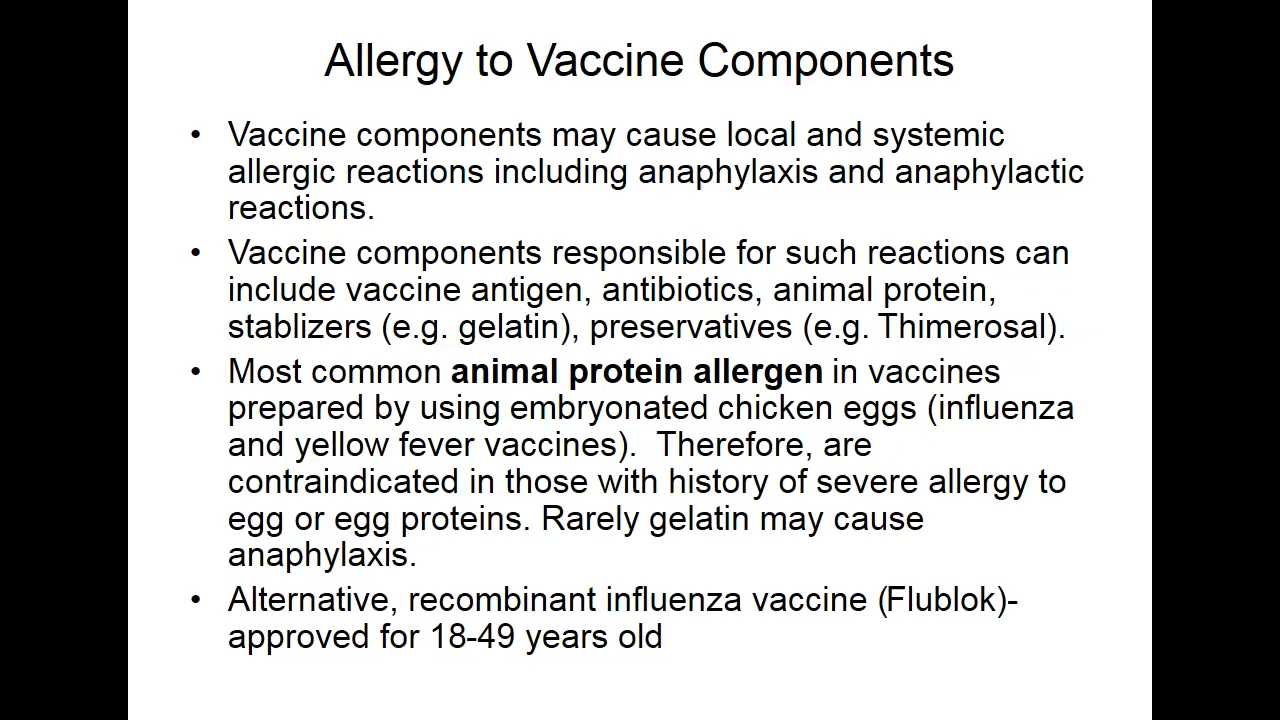 Allergy to Vaccine Components
• Vaccine components may cause local and systemic
allergic reactions including anaphylaxis and anaphylactic
reactions.
• Vaccine components responsible for such reactions can
include vaccine antigen, antibiotics, animal protein,
stablizers (e.g. gelatin), preservatives (e.g. Thimerosal).
• Most common animal protein allergen in vaccines
prepared by using embryonated chicken eggs (influenza
and yellow fever vaccines).  Therefore, are
contraindicated in those with history of severe allergy to
egg or egg proteins. Rarely gelatin may cause
anaphylaxis.
• Alternative, recombinant influenza vaccine (Flublok)-
approved for 18-49 years old